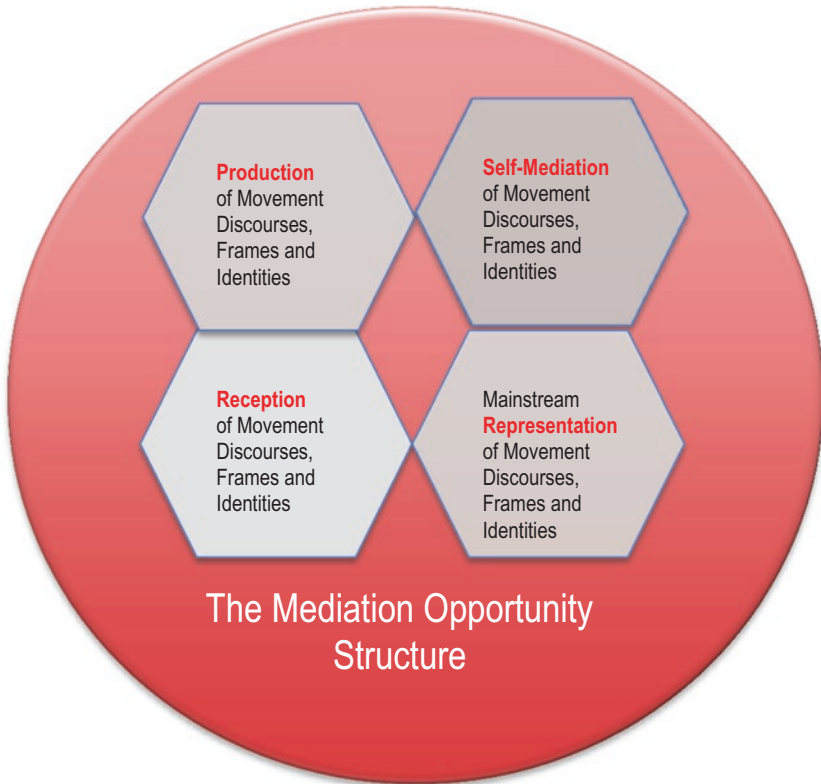 Production
of Movement
Discourses,
Frames and
Identities
Self-Mediation
of Movement
Discourses,
Frames and
Identities
Reception
of Movement
Discourses,
Frames and
Identities
Mainstream
Representation
of Movement
Discourses,
Frames and
Identities
The Mediation Opportunity
Structure